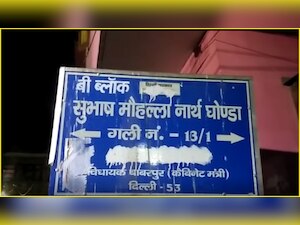 बी ब्लॉक
सुभाष मौहल्ला नार्थ घोण्डा
गली नं. - 13/1
विधायक बाबरपुर (कैबिनेट मंत्री)
दिल्ली - 53